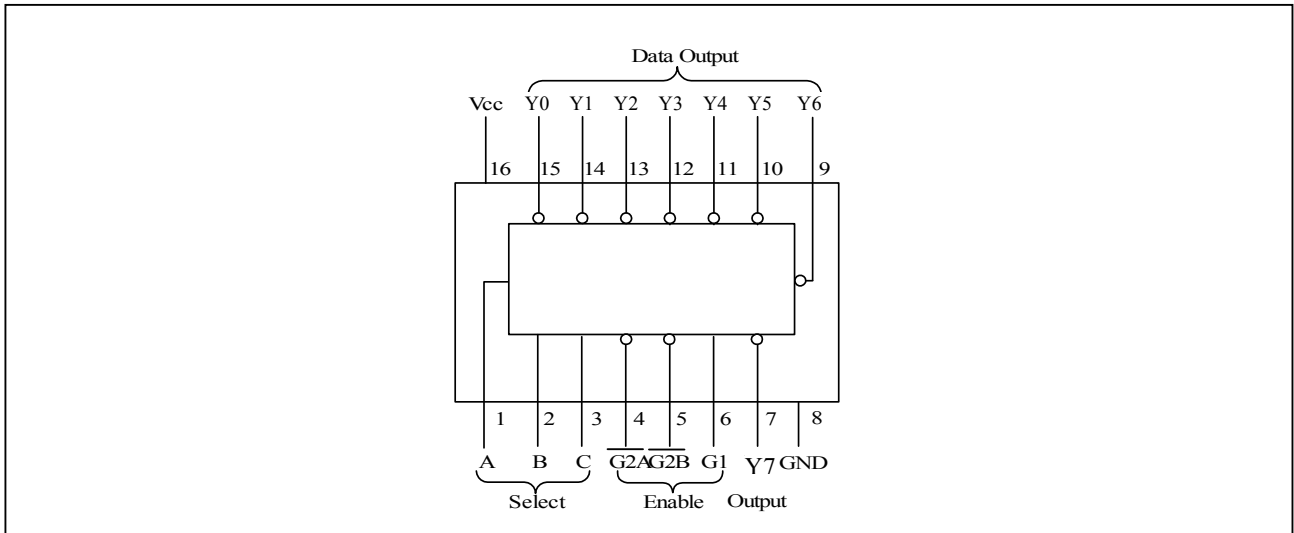 Data Output
Vcc Y0 Y1 Y2 Y3 Y4 Y5 Y6
16 15 14 13 12 11 10 9
1 2 3 4 5 6 7 8
A B C G2A G2B G1 Y7 GND
Select Enable Output